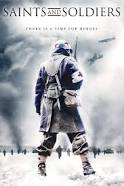 SAINTS AND SOLDIERS
THERE IS A TIME FOR HEROES